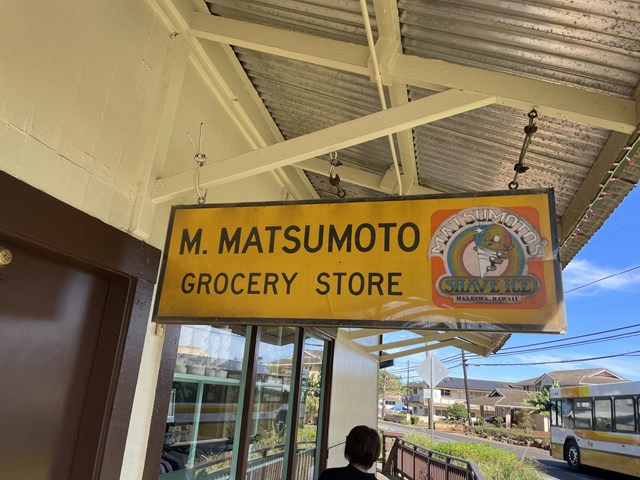 M. MATSUMOTO
GROCERY STORE
MATSUMOTO'S
SHAVE ICE
HALEIWA, HAWAII